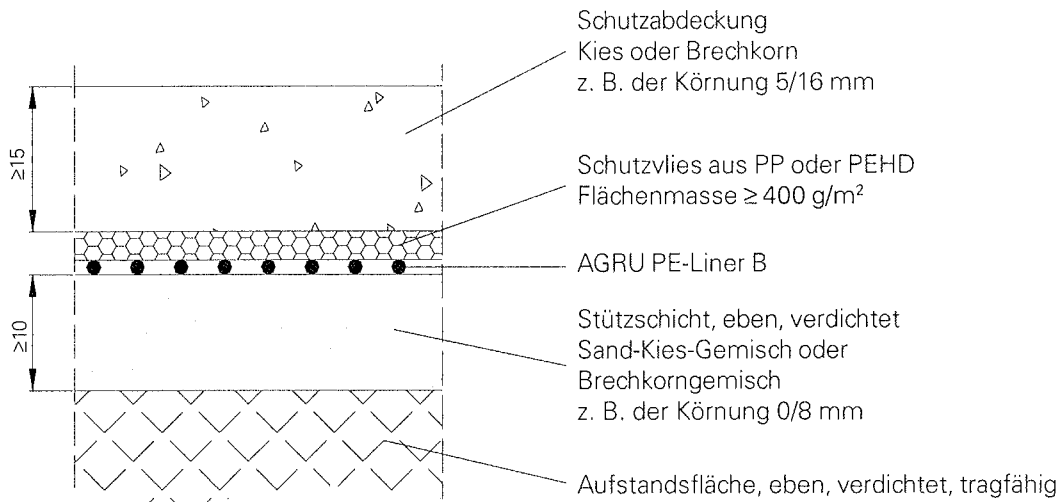 Schutzabdeckung
Kies oder Brechkorn
z. B. der Körnung 5/16 mm
≥15
Schutzvlies aus PP oder PEHD
Flächenmasse ≥ 400 g/m²
AGRU PE-Liner B
≥10
Stützschicht, eben, verdichtet
Sand-Kies-Gemisch oder
Brechkorngemisch
z. B. der Körnung 0/8 mm
Aufstandsfläche, eben, verdichtet, tragfähig